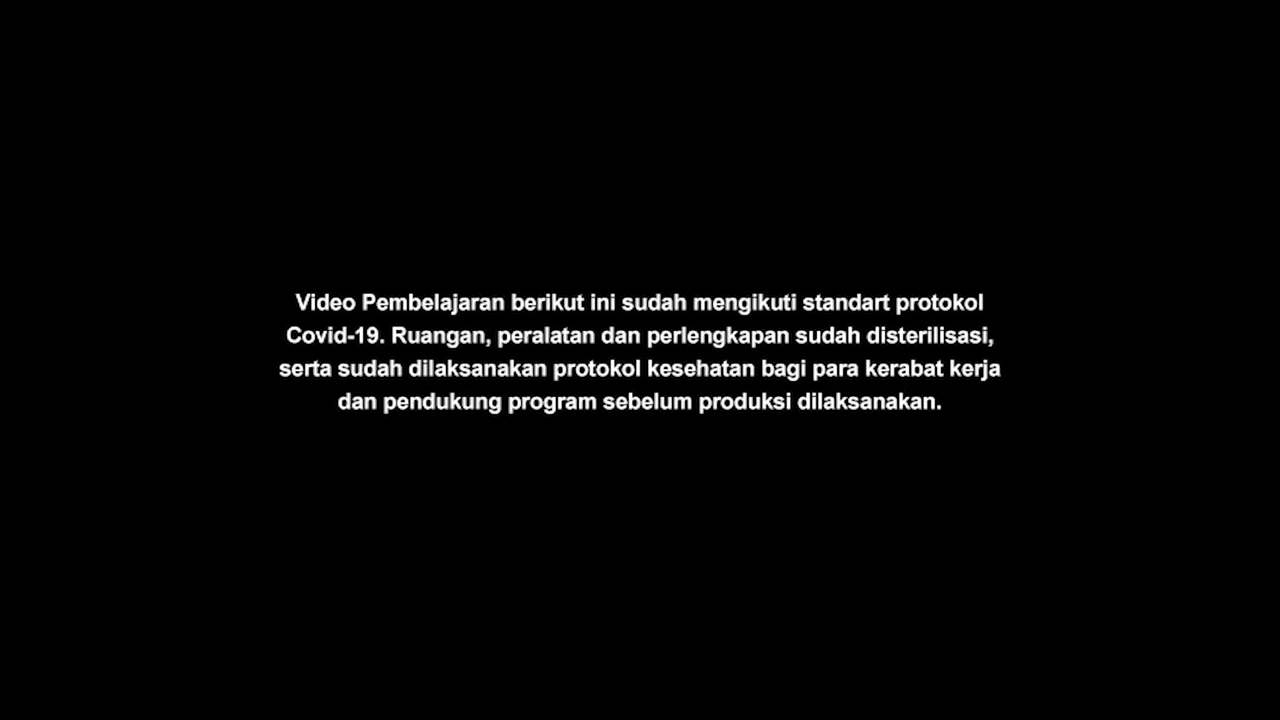 Video Pembelajaran berikut ini sudah mengikuti standart protokol
Covid-19. Ruangan, peralatan dan perlengkapan sudah disterilisasi,
serta sudah dilaksanakan protokol kesehatan bagi para kerabat kerja
dan pendukung program sebelum produksi dilaksanakan.